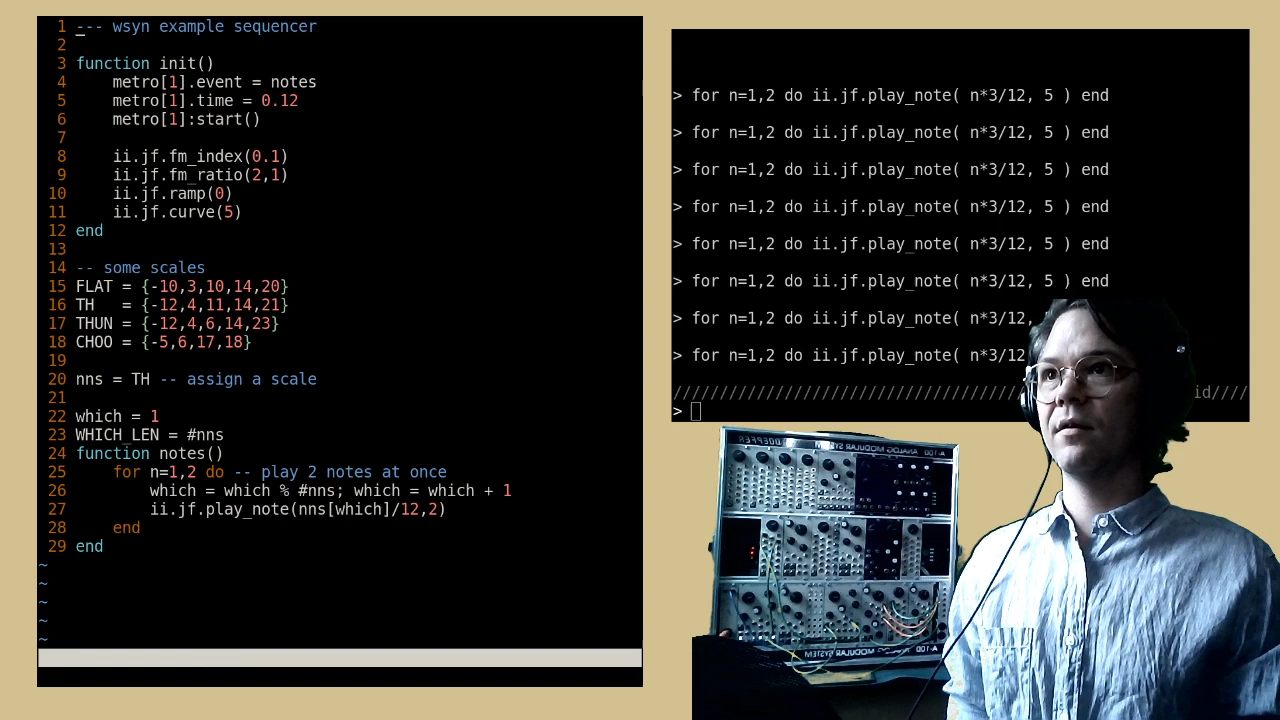 1 --- wsyn example sequencer
2
3 function init()
4 metro[1].event = notes
5 metro[1].time = 0.12
6 metro[1]:start()
7
8 ii.jf.fm_index(0.1)
9 ii.jf.fm_ratio(2,1)
10 ii.jf.ramp(0)
11 ii.jf.curve(5)
12 end
13
14 -- some scales
15 FLAT = {-10,3,10,14,20}
16 TH   = {-12,4,11,14,21}
17 THUN = {-12,4,6,14,23}
18 CHOO = {-5,6,17,18}
19
20 nns = TH -- assign a scale
21
22 which = 1
23 WHICH_LEN = #nns
24 function notes()
25 for n=1,2 do -- play 2 notes at once
26 which = which % #nns; which = which + 1
27 ii.jf.play_note(nns[which]/12,2)
28 end
29 end
~
~
~
~
~
> for n=1,2 do ii.jf.play_note( n*3/12, 5 ) end
> for n=1,2 do ii.jf.play_note( n*3/12, 5 ) end
> for n=1,2 do ii.jf.play_note( n*3/12, 5 ) end
> for n=1,2 do ii.jf.play_note( n*3/12, 5 ) end
> for n=1,2 do ii.jf.play_note( n*3/12, 5 ) end
> for n=1,2 do ii.jf.play_note( n*3/12, 5 ) end
> for n=1,2 do ii.jf.play_note( n*3/12,
> for n=1,2 do ii.jf.play_note( n*3/12
//////////////////////////////////////id////
>
A-100 ANALOG MODULAR SYSTEM DOEPFER
A-100 ANALOG MODULAR SYSTEM